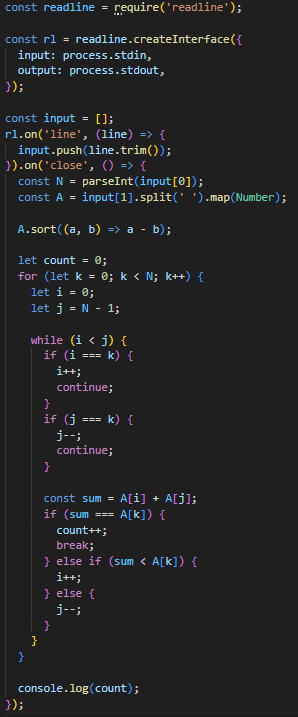 const readline = require('readline');

const rl = readline.createInterface({
  input: process.stdin,
  output: process.stdout,
});

const input = [];
rl.on('line', (line) => {
  input.push(line.trim());
}).on('close', () => {
  const N = parseInt(input[0]);
  const A = input[1].split(' ').map(Number);

  A.sort((a, b) => a - b);

  let count = 0;
  for (let k = 0; k < N; k++) {
    let i = 0;
    let j = N - 1;

    while (i < j) {
      if (i === k) {
        i++;
        continue;
      }
      if (j === k) {
        j--;
        continue;
      }

      const sum = A[i] + A[j];
      if (sum === A[k]) {
        count++;
        break;
      } else if (sum < A[k]) {
        i++;
      } else {
        j--;
      }
    }
  }

  console.log(count);
});